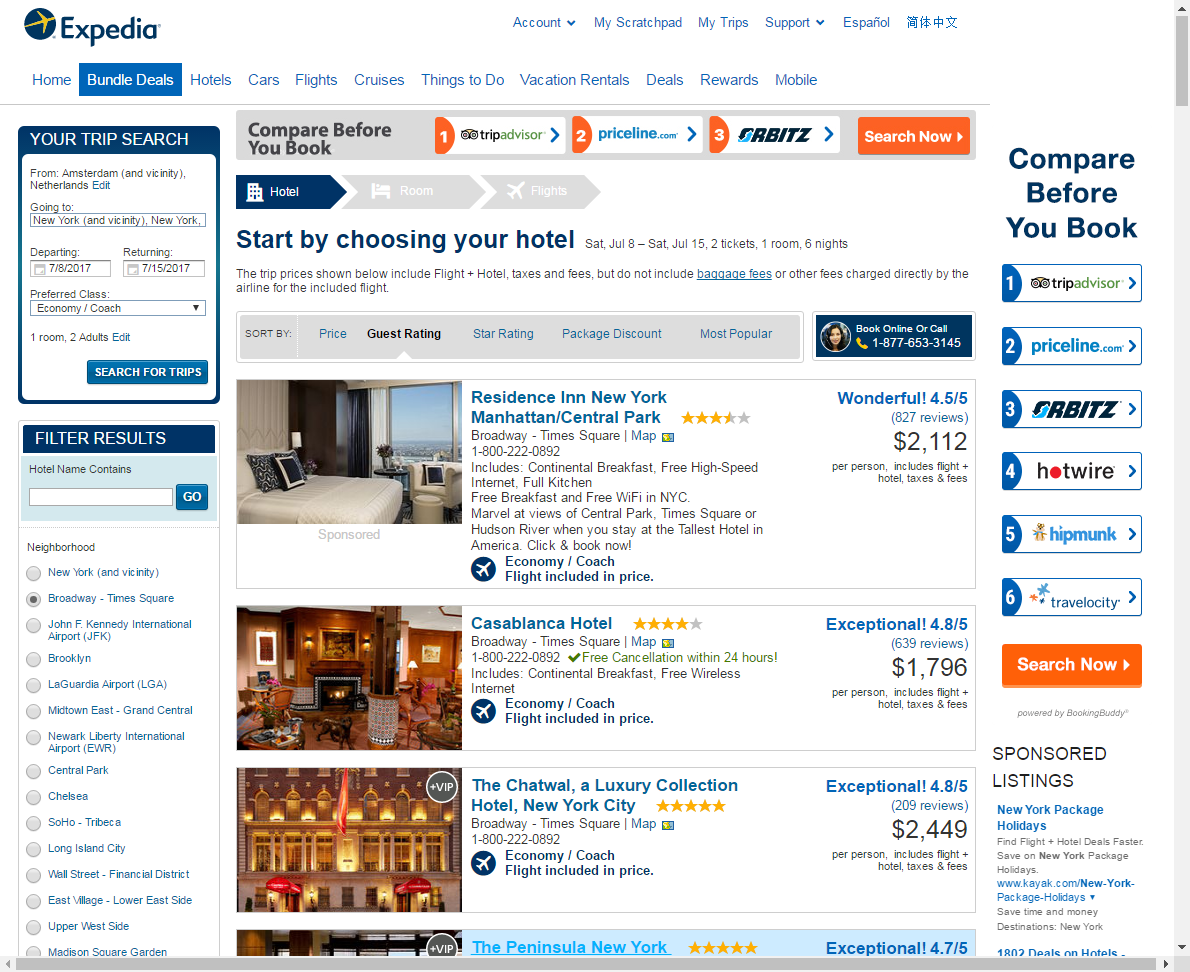 Expedia
Account
My Scratchpad
My Trips
Support
Español
简体中文
Home
Bundle Deals
Hotels
Cars
Flights
Cruises
Things to Do
Vacation Rentals
Deals
Rewards
Mobile
YOUR TRIP SEARCH
From: Amsterdam (and vicinity),
Netherlands Edit
Going to:
New York (and vicinity), New York,
Departing:
Returning:
7/8/2017
7/15/2017
Preferred Class:
Economy / Coach
1 room, 2 Adults Edit
SEARCH FOR TRIPS
FILTER RESULTS
Hotel Name Contains
GO
Neighborhood
New York (and vicinity)
Broadway - Times Square
John F. Kennedy International
Airport (JFK)
Brooklyn
LaGuardia Airport (LGA)
Midtown East - Grand Central
Newark Liberty International
Airport (EWR)
Central Park
Chelsea
SoHo - Tribeca
Long Island City
Wall Street - Financial District
East Village - Lower East Side
Upper West Side
Madison Square Garden
Compare Before
You Book
1 tripadvisor
2 priceline.com
3 ORBITZ
Search Now
Hotel
Room
Flights
Start by choosing your hotel Sat, Jul 8 – Sat, Jul 15, 2 tickets, 1 room, 6 nights
The trip prices shown below include Flight + Hotel, taxes and fees, but do not include baggage fees or other fees charged directly by the
airline for the included flight.
SORT BY:
Price
Guest Rating
Star Rating
Package Discount
Most Popular
Book Online Or Call
1-877-653-3145
Residence Inn New York
Manhattan/Central Park
Broadway - Times Square | Map
1-800-222-0892
Includes: Continental Breakfast, Free High-Speed
Internet, Full Kitchen
Free Breakfast and Free WiFi in NYC.
Marvel at views of Central Park, Times Square or
Hudson River when you stay at the Tallest Hotel in
America. Click & book now!
Economy / Coach
Flight included in price.
Sponsored
Wonderful! 4.5/5
(827 reviews)
$2,112
per person, includes flight +
hotel, taxes & fees
Casablanca Hotel
Broadway - Times Square | Map
1-800-222-0892 Free Cancellation within 24 hours!
Includes: Continental Breakfast, Free Wireless
Internet
Economy / Coach
Flight included in price.
Exceptional! 4.8/5
(639 reviews)
$1,796
per person, includes flight +
hotel, taxes & fees
+VIP
The Chatwal, a Luxury Collection
Hotel, New York City
Broadway - Times Square | Map
1-800-222-0892
Economy / Coach
Flight included in price.
Exceptional! 4.8/5
(209 reviews)
$2,449
per person, includes flight +
hotel, taxes & fees
+VIP
The Peninsula New York
Exceptional! 4.7/5
Compare
Before
You Book
1 tripadvisor
2 priceline.com
3 ORBITZ
4 hotwire
5 hipmunk
6 travelocity
Search Now
powered by BookingBuddy
SPONSORED
LISTINGS
New York Package
Holidays
Find Flight + Hotel Deals Faster.
Save on New York Package
Holidays.
www.kayak.com/New-York-
Package-Holidays
Save time and money
Destinations: New York
1802 Deals on Hotels -